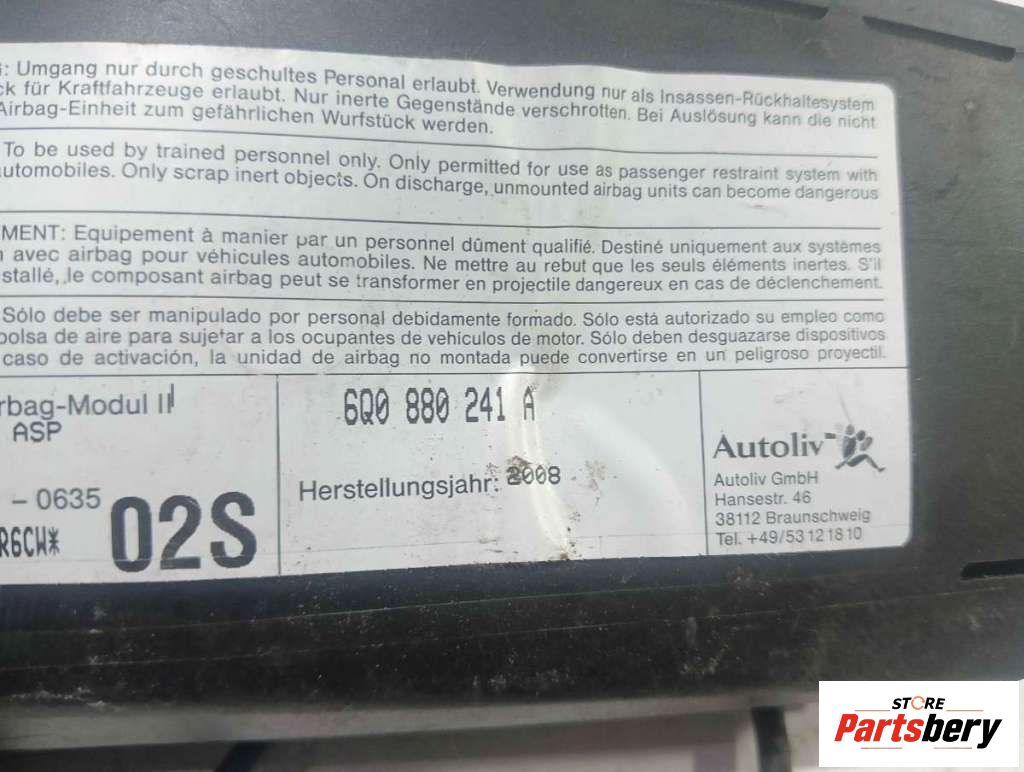 : Umgang nur durch geschultes Personal erlaubt. Verwendung nur als Insassen-Rückhaltesystem
ck für Kraftfahrzeuge erlaubt. Nur inerte Gegenstände verschrotten. Bei Auslösung kann die nicht
Airbag-Einheit zum gefährlichen Wurfstück werden.
To be used by trained personnel only. Only permitted for use as passenger restraint system with
utomobiles. Only scrap inert objects. On discharge, unmounted airbag units can become dangerous
MENT: Equipement à manier par un personnel dûment qualifié. Destiné uniquement aux systèmes
n avec airbag pour véhicules automobiles. Ne mettre au rebut que les seuls éléments inertes. S'il
stallé, le composant airbag peut se transformer en projectile dangereux en cas de déclenchement.
Sólo debe ser manipulado por personal debidamente formado. Sólo está autorizado su empleo como
bolsa de aire para sujetar a los ocupantes de vehículos de motor. Sólo deben desguazarse dispositivos
caso de activación, la unidad de airbag no montada puede convertirse en un peligroso proyectil.
rbag-Modul II
ASP
6Q0 880 241 A
- 0635
02S
R6CW*
Herstellungsjahr: 2008
Autoliv
Autoliv GmbH
Hansestr. 46
38112 Braunschweig
Tel. +49/53 12 18 10
STORE
Partsbery